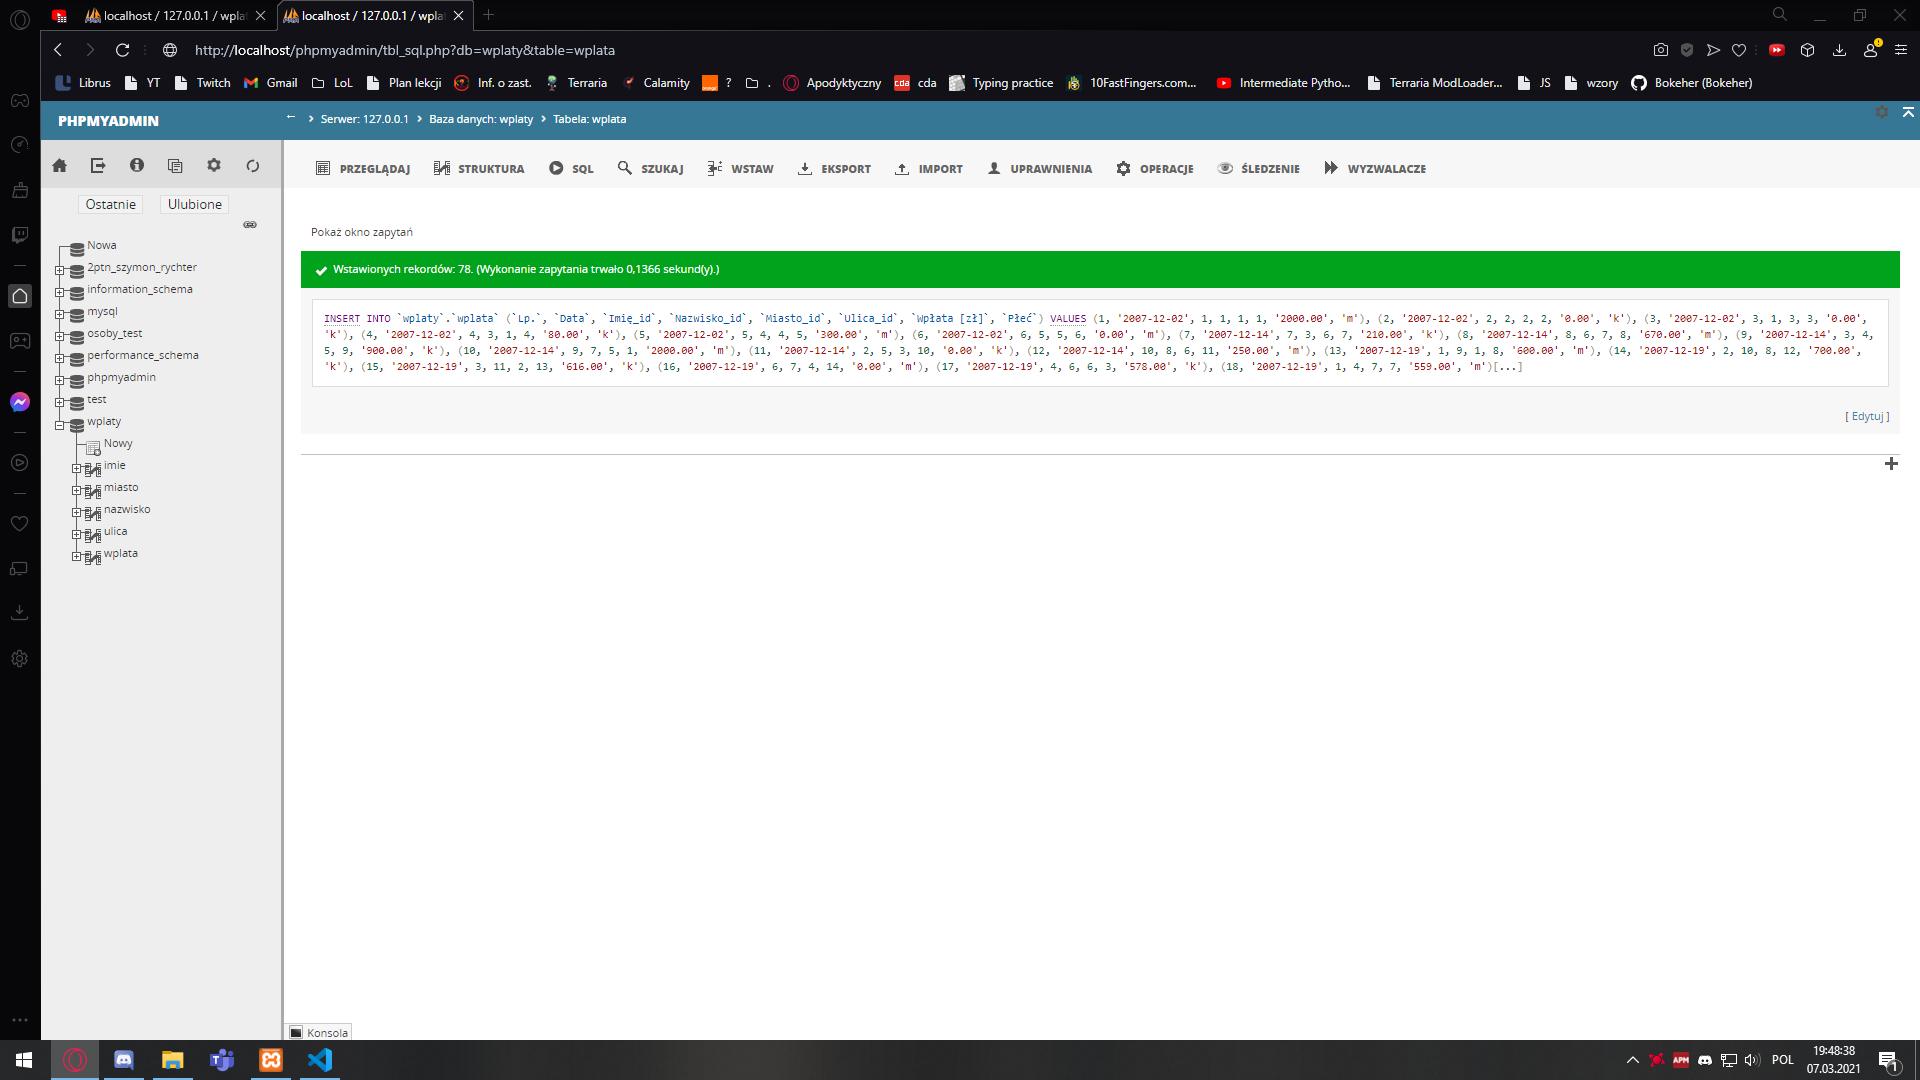 localhost / 127.0.0.1 / wplat
localhost / 127.0.0.1 / wpla
http://localhost/phpmyadmin/tbl_sql.php?db=wplaty&table=wplata
Librus YT Twitch Gmail LoL Plan lekcji Inf. o zast. Terraria Calamity ? . Apodyktyczny cda cda Typing practice 10FastFingers.com... Intermediate Pytho... Terraria ModLoader... JS wzory Bokeher (Bokeher)
PHPMYADMIN
Serwer: 127.0.0.1 Baza danych: wplaty Tabela: wplata
PRZEGLĄDAJ STRUKTURA SQL SZUKAJ WSTAW EKSPORT IMPORT UPRAWNIENIA OPERACJE ŚLEDZENIE WYZWALACZE
Ostatnie Ulubione
Nowa
2ptn_szymon_rychter
information_schema
mysql
osoby_test
performance_schema
phpmyadmin
test
wplaty
Nowy
imie
miasto
nazwisko
ulica
wplata
Pokaż okno zapytań
Wstawionych rekordów: 78. (Wykonanie zapytania trwało 0,1366 sekund(y).)
INSERT INTO `wplaty`.`wplata` (`Lp.`, `Data`, `Imię_id`, `Nazwisko_id`, `Miasto_id`, `Ulica_id`, `Wpłata [zł]`, `Płeć`) VALUES (1, '2007-12-02', 1, 1, 1, 1, '2000.00', 'm'), (2, '2007-12-02', 2, 2, 2, 2, '0.00', 'k'), (3, '2007-12-02', 3, 1, 3, 3, '0.00',
'k'), (4, '2007-12-02', 4, 3, 1, 4, '80.00', 'k'), (5, '2007-12-02', 5, 4, 4, 5, '300.00', 'm'), (6, '2007-12-02', 6, 5, 5, 6, '0.00', 'm'), (7, '2007-12-14', 7, 3, 6, 7, '210.00', 'k'), (8, '2007-12-14', 8, 6, 7, 8, '670.00', 'm'), (9, '2007-12-14', 3, 4,
5, 9, '900.00', 'k'), (10, '2007-12-14', 9, 7, 5, 1, '2000.00', 'm'), (11, '2007-12-14', 2, 5, 3, 10, '0.00', 'k'), (12, '2007-12-14', 10, 8, 6, 11, '250.00', 'm'), (13, '2007-12-19', 1, 9, 1, 8, '600.00', 'm'), (14, '2007-12-19', 2, 10, 8, 12, '700.00',
'k'), (15, '2007-12-19', 3, 11, 2, 13, '616.00', 'k'), (16, '2007-12-19', 6, 7, 4, 14, '0.00', 'm'), (17, '2007-12-19', 4, 6, 6, 3, '578.00', 'k'), (18, '2007-12-19', 1, 4, 7, 7, '559.00', 'm')[...]
[ Edytuj ]
Konsola
APM POL
19:48:38
07.03.2021
1